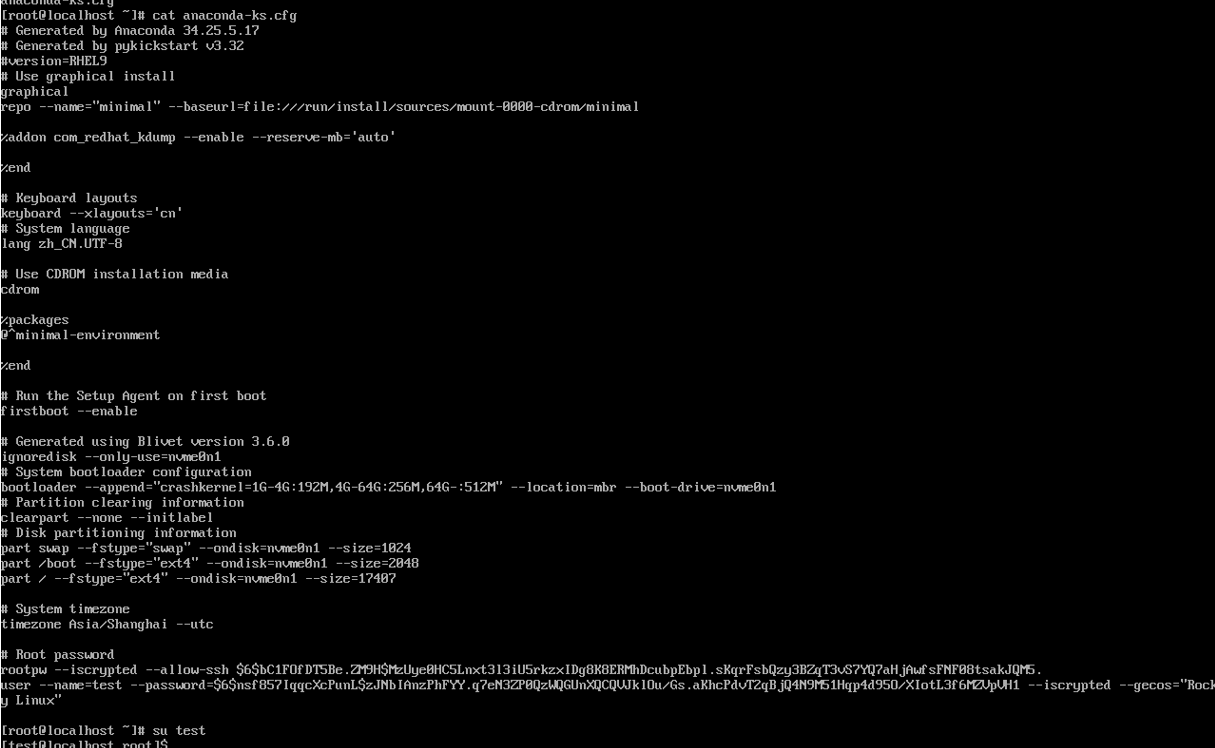 anaconda-ks.cfg
[root@localhost ~]# cat anaconda-ks.cfg
# Generated by Anaconda 34.25.5.17
# Generated by pykickstart v3.32
#version=RHEL9
# Use graphical install
graphical
repo --name="minimal" --baseurl=file:///run/install/sources/mount-0000-cdrom/minimal
%addon com_redhat_kdump --enable --reserve-mb='auto'
%end
# Keyboard layouts
keyboard --xlayouts='cn'
# System language
lang zh_CN.UTF-8
# Use CDROM installation media
cdrom
%packages
@^minimal-environment
%end
# Run the Setup Agent on first boot
firstboot --enable
# Generated using Blivet version 3.6.0
ignoredisk --only-use=nvme0n1
# System bootloader configuration
bootloader --append="crashkernel=1G-4G:192M,4G-64G:256M,64G-:512M" --location=mbr --boot-drive=nvme0n1
# Partition clearing information
clearpart --none --initlabel
# Disk partitioning information
part swap --fstype="swap" --ondisk=nvme0n1 --size=1024
part /boot --fstype="ext4" --ondisk=nvme0n1 --size=2048
part / --fstype="ext4" --ondisk=nvme0n1 --size=17407
# System timezone
timezone Asia/Shanghai --utc
# Root password
rootpw --iscrypted --allow-ssh $6$bC1FOfDT5Be.ZM9H$MzUye0HC5Lnxt3l3iU5rkzxIDg8K8ERMhDcubpEbpl.sKqrFsbQzy3BZqT3vS7YQ7aHjAwfsFNF08tsakJQM5.
user --name=test --password=$6$nsf857IqqcXcPunL$zJNbIAnzPhFYY.q7eN3ZP0QzWQGUnXQCQVJklOu/Gs.aKhcPdvT2qBjQ4N9M51Hqp4d95O/XIotL3f6MZVpVH1 --iscrypted --gecos="Rock
y Linux"
[root@localhost ~]# su test
[test@localhost root]$